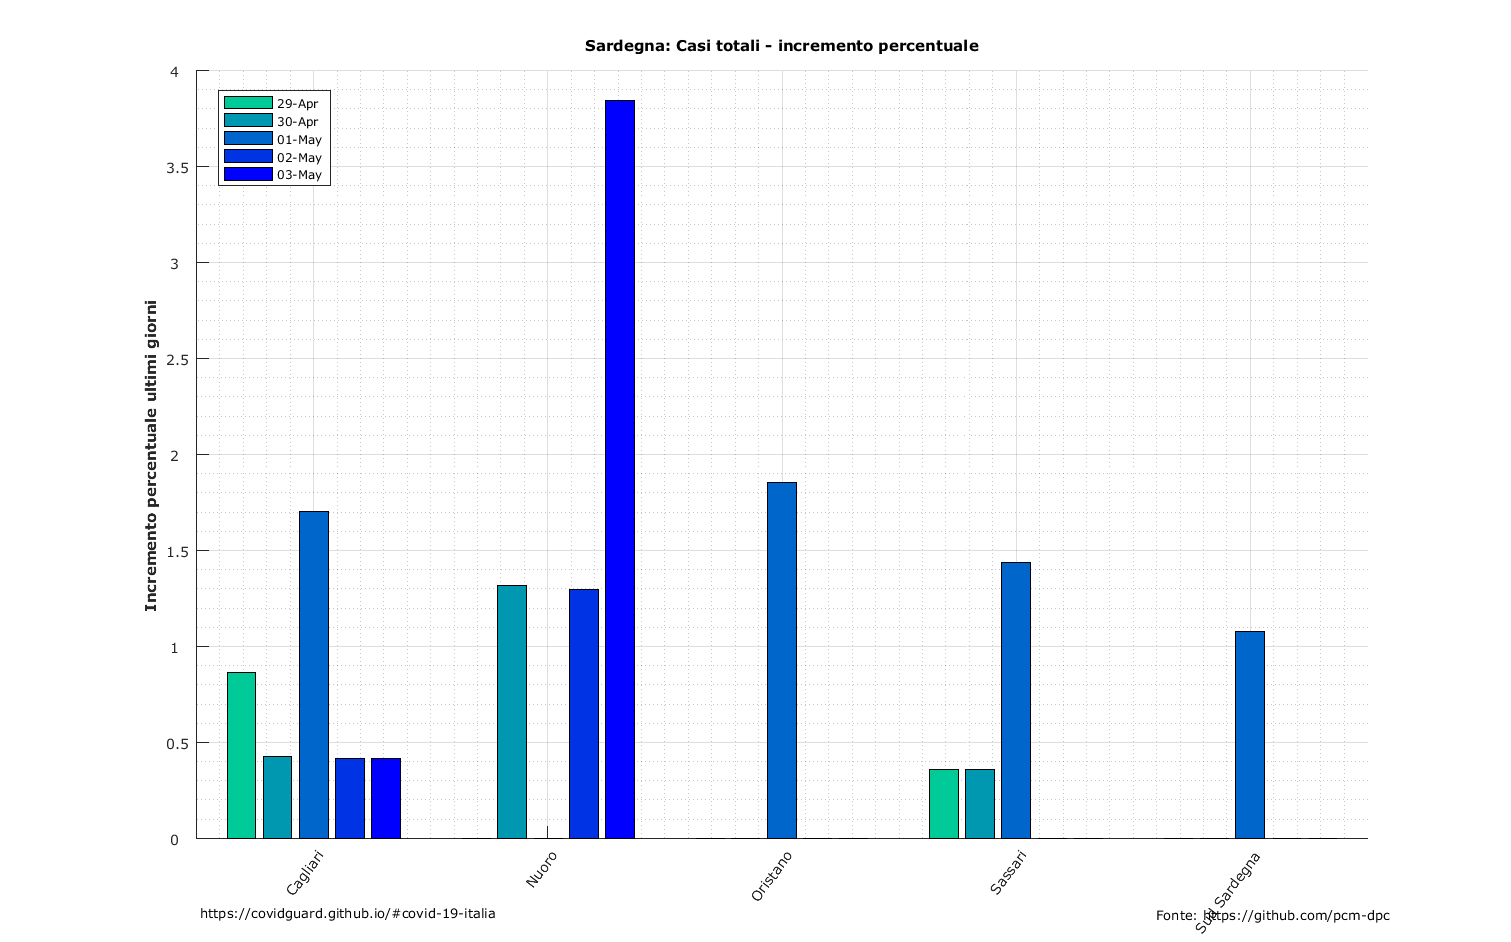 Sardegna: Casi totali - incremento percentuale
29-Apr
30-Apr
01-May
02-May
03-May
Incremento percentuale ultimi giorni
4
3.5
3
2.5
2
1.5
1
0.5
0
Cagliari
Nuoro
Oristano
Sassari
Sud Sardegna
https://covidguard.github.io/#covid-19-italia
Fonte: https://github.com/pcm-dpc